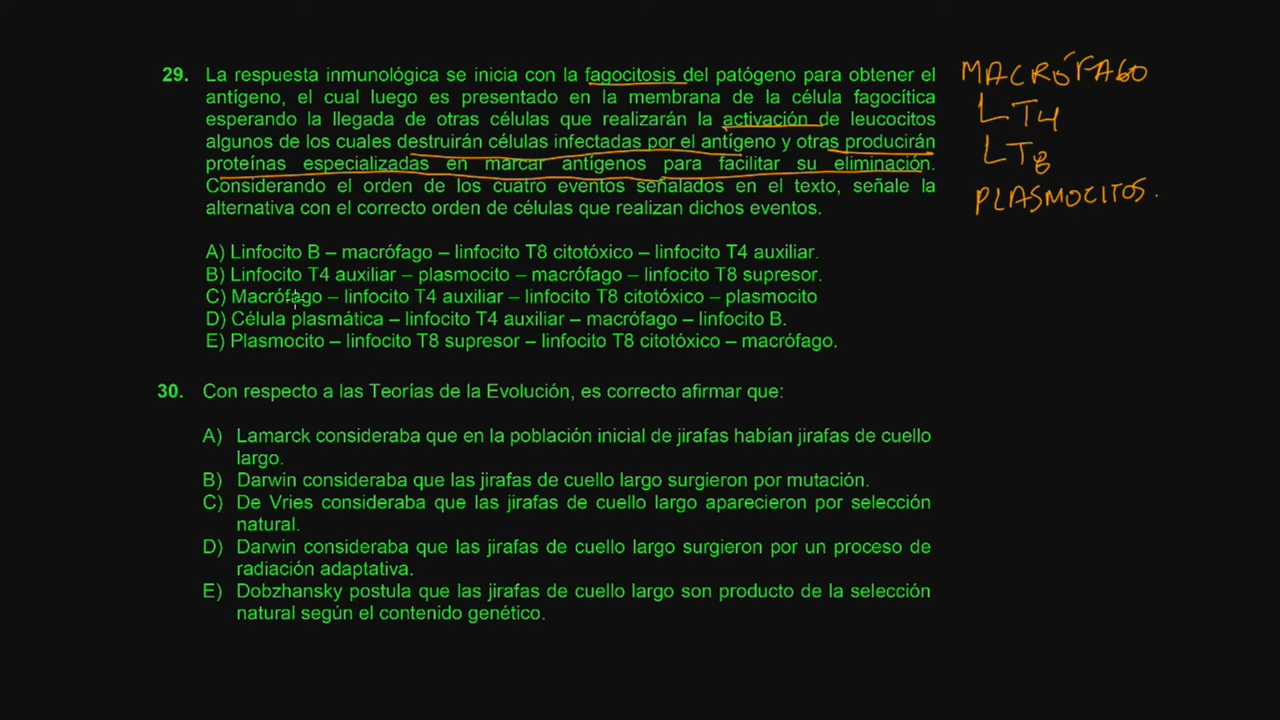 29. La respuesta inmunológica se inicia con la fagocitosis del patógeno para obtener el
antígeno, el cual luego es presentado en la membrana de la célula fagocítica
esperando la llegada de otras células que realizarán la activación de leucocitos
algunos de los cuales destruirán células infectadas por el antígeno y otras producirán
proteínas especializadas en marcar antígenos para facilitar su eliminación.
Considerando el orden de los cuatro eventos señalados en el texto, señale la
alternativa con el correcto orden de células que realizan dichos eventos.
A) Linfocito B – macrófago – linfocito T8 citotóxico – linfocito T4 auxiliar.
B) Linfocito T4 auxiliar – plasmocito – macrófago – linfocito T8 supresor.
C) Macrófago – linfocito T4 auxiliar – linfocito T8 citotóxico – plasmocito
D) Célula plasmática – linfocito T4 auxiliar – macrófago – linfocito B.
E) Plasmocito – linfocito T8 supresor – linfocito T8 citotóxico – macrófago.
MACRÓFAGO
LT4
LT8
PLASMOCITOS.
30. Con respecto a las Teorías de la Evolución, es correcto afirmar que:
A) Lamarck consideraba que en la población inicial de jirafas habían jirafas de cuello
largo.
B) Darwin consideraba que las jirafas de cuello largo surgieron por mutación.
C) De Vries consideraba que las jirafas de cuello largo aparecieron por selección
natural.
D) Darwin consideraba que las jirafas de cuello largo surgieron por un proceso de
radiación adaptativa.
E) Dobzhansky postula que las jirafas de cuello largo son producto de la selección
natural según el contenido genético.